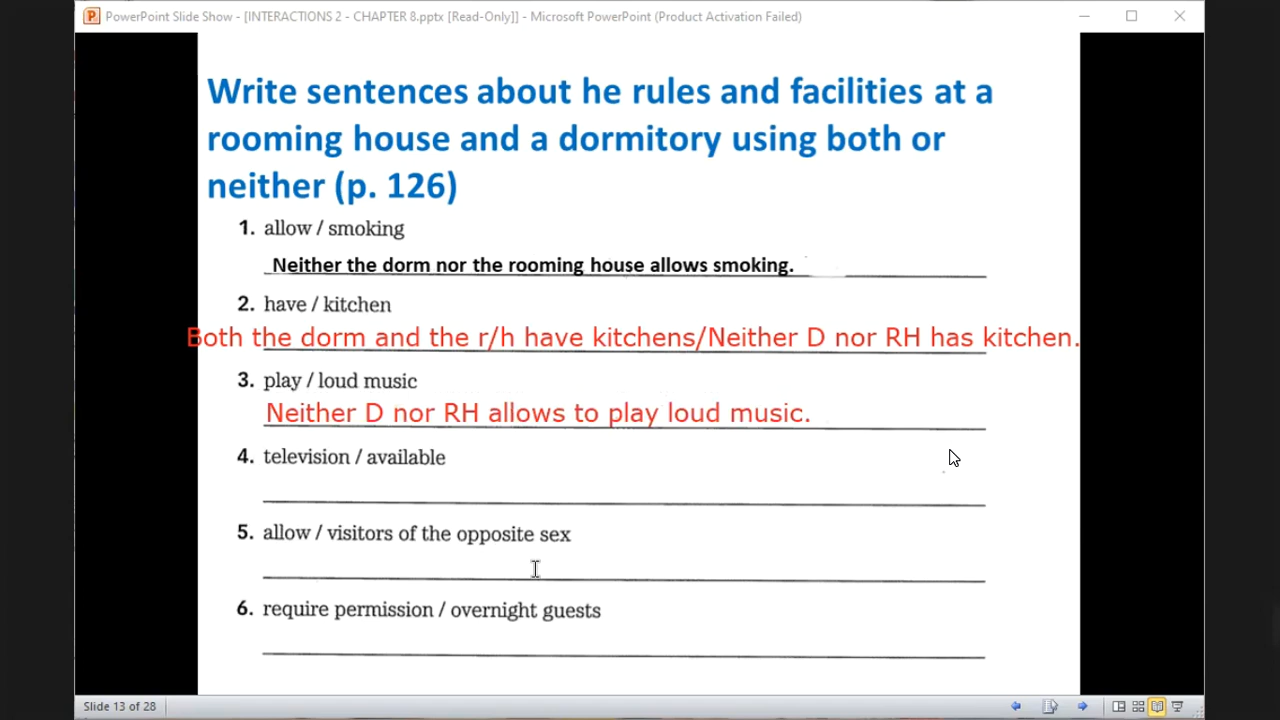 PowerPoint Slide Show - [INTERACTIONS 2 - CHAPTER 8.pptx [Read-Only]] - Microsoft PowerPoint (Product Activation Failed)
Write sentences about he rules and facilities at a
rooming house and a dormitory using both or
neither (p. 126)
1. allow / smoking
Neither the dorm nor the rooming house allows smoking.
2. have / kitchen
Both the dorm and the r/h have kitchens/Neither D nor RH has kitchen.
3. play / loud music
Neither D nor RH allows to play loud music.
4. television / available
5. allow / visitors of the opposite sex
6. require permission / overnight guests
Slide 13 of 28